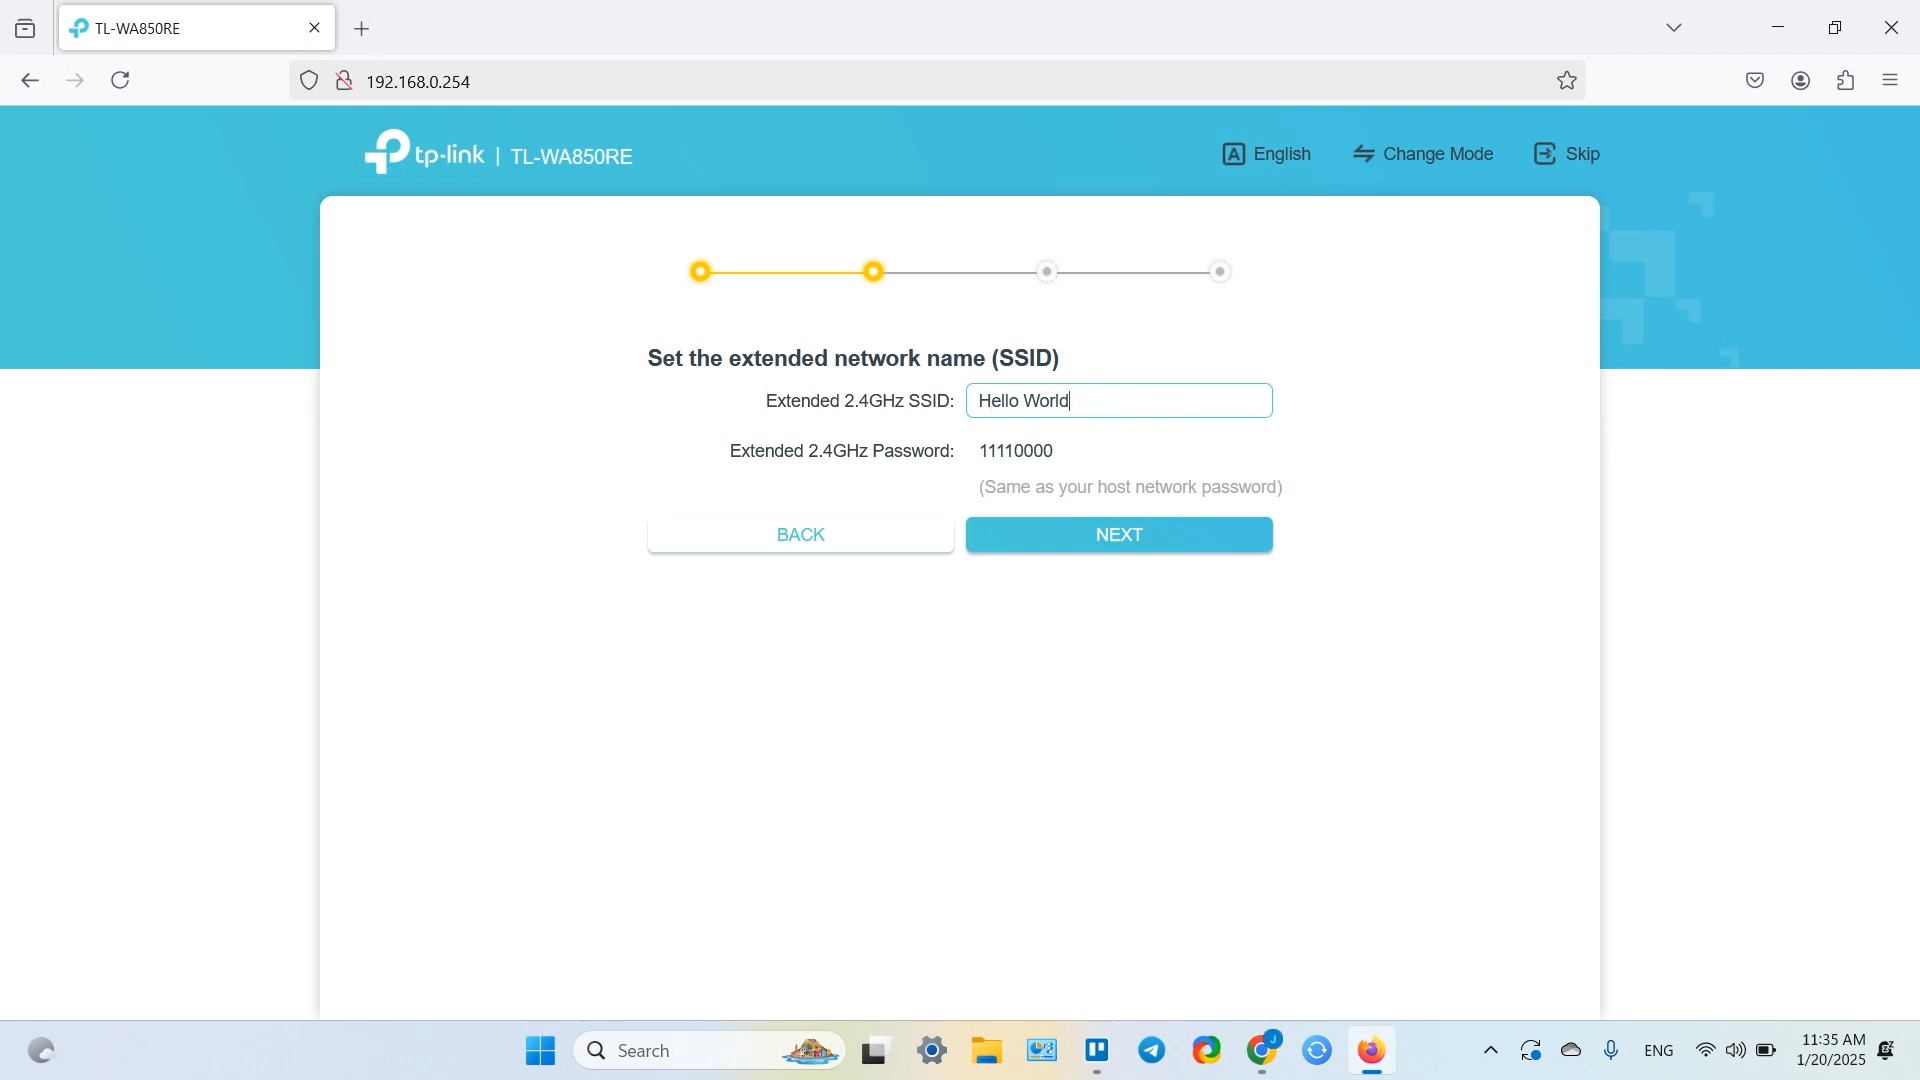 TL-WA850RE
192.168.0.254
tp-link | TL-WA850RE
A English
Change Mode
Skip
Set the extended network name (SSID)
Extended 2.4GHz SSID: Hello World
Extended 2.4GHz Password: 11110000
(Same as your host network password)
BACK
NEXT
Search
J
ENG
11:35 AM
1/20/2025